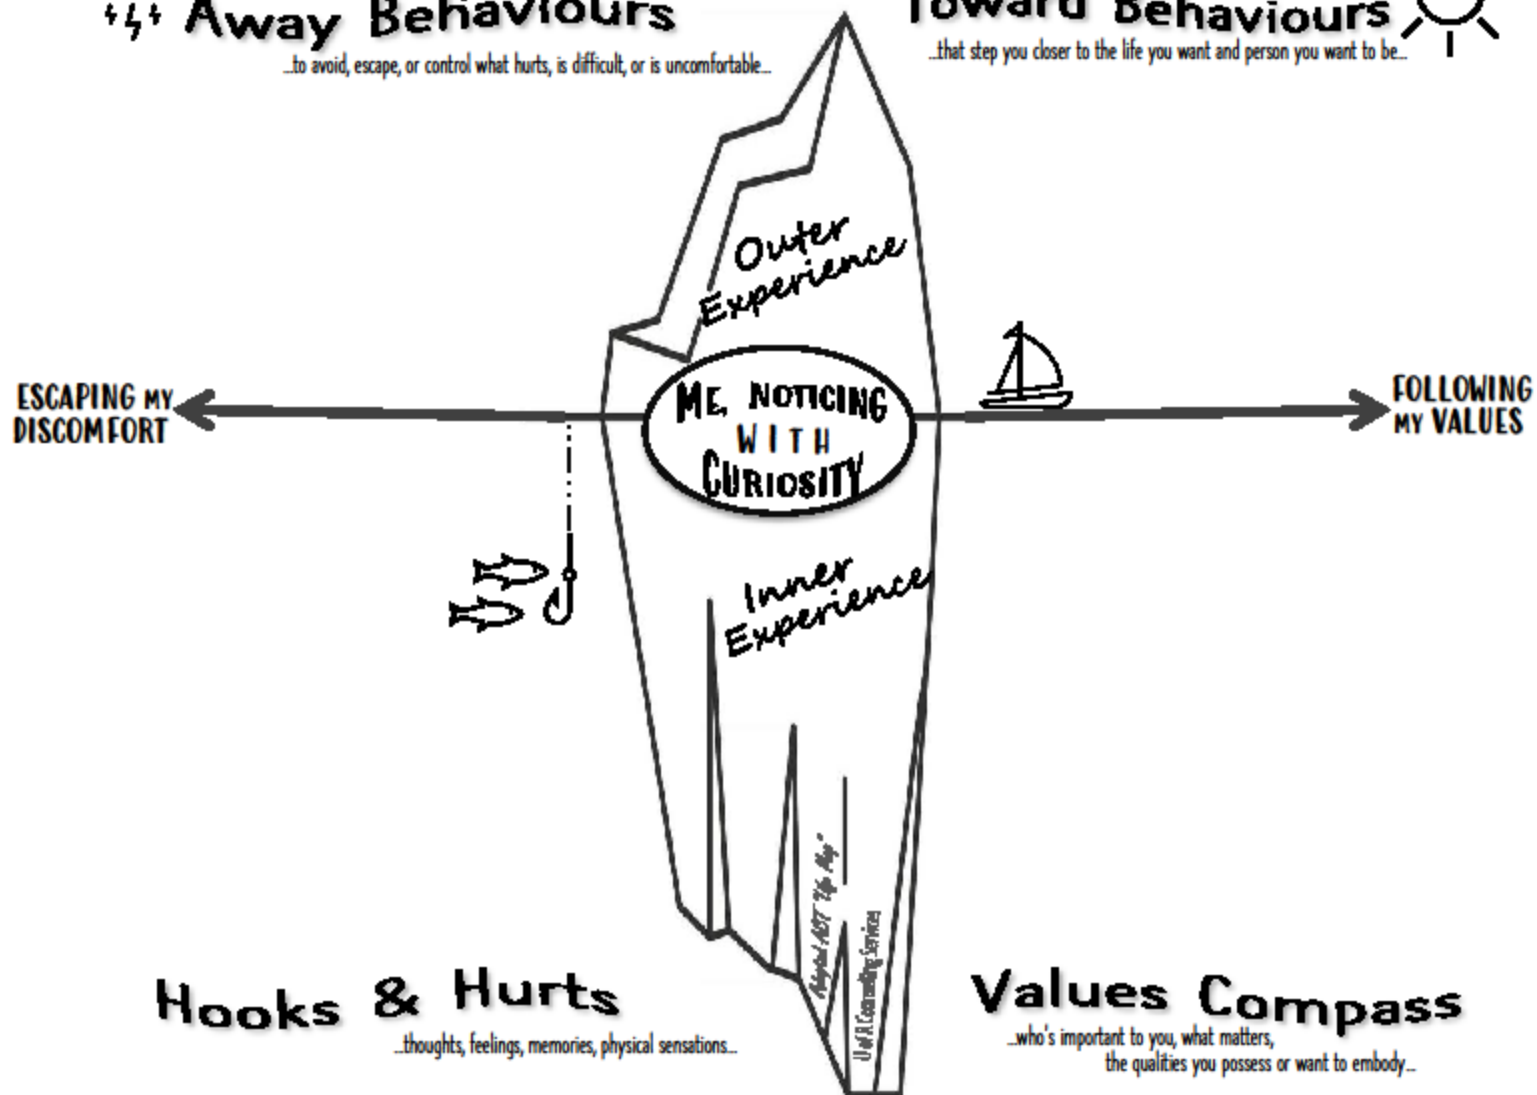 Away Behaviours
...to avoid, escape, or control what hurts, is difficult, or is uncomfortable...
Toward Behaviours
...that step you closer to the life you want and person you want to be...
Outer
Experience
ESCAPING MY
DISCOMFORT
ME, NOTICING
WITH
CURIOSITY
FOLLOWING
MY VALUES
Inner
Experience
Adapted ACT "Life Map"
U of A Counselling Services
Hooks & Hurts
...thoughts, feelings, memories, physical sensations...
Values Compass
...who's important to you, what matters,
the qualities you possess or want to embody...